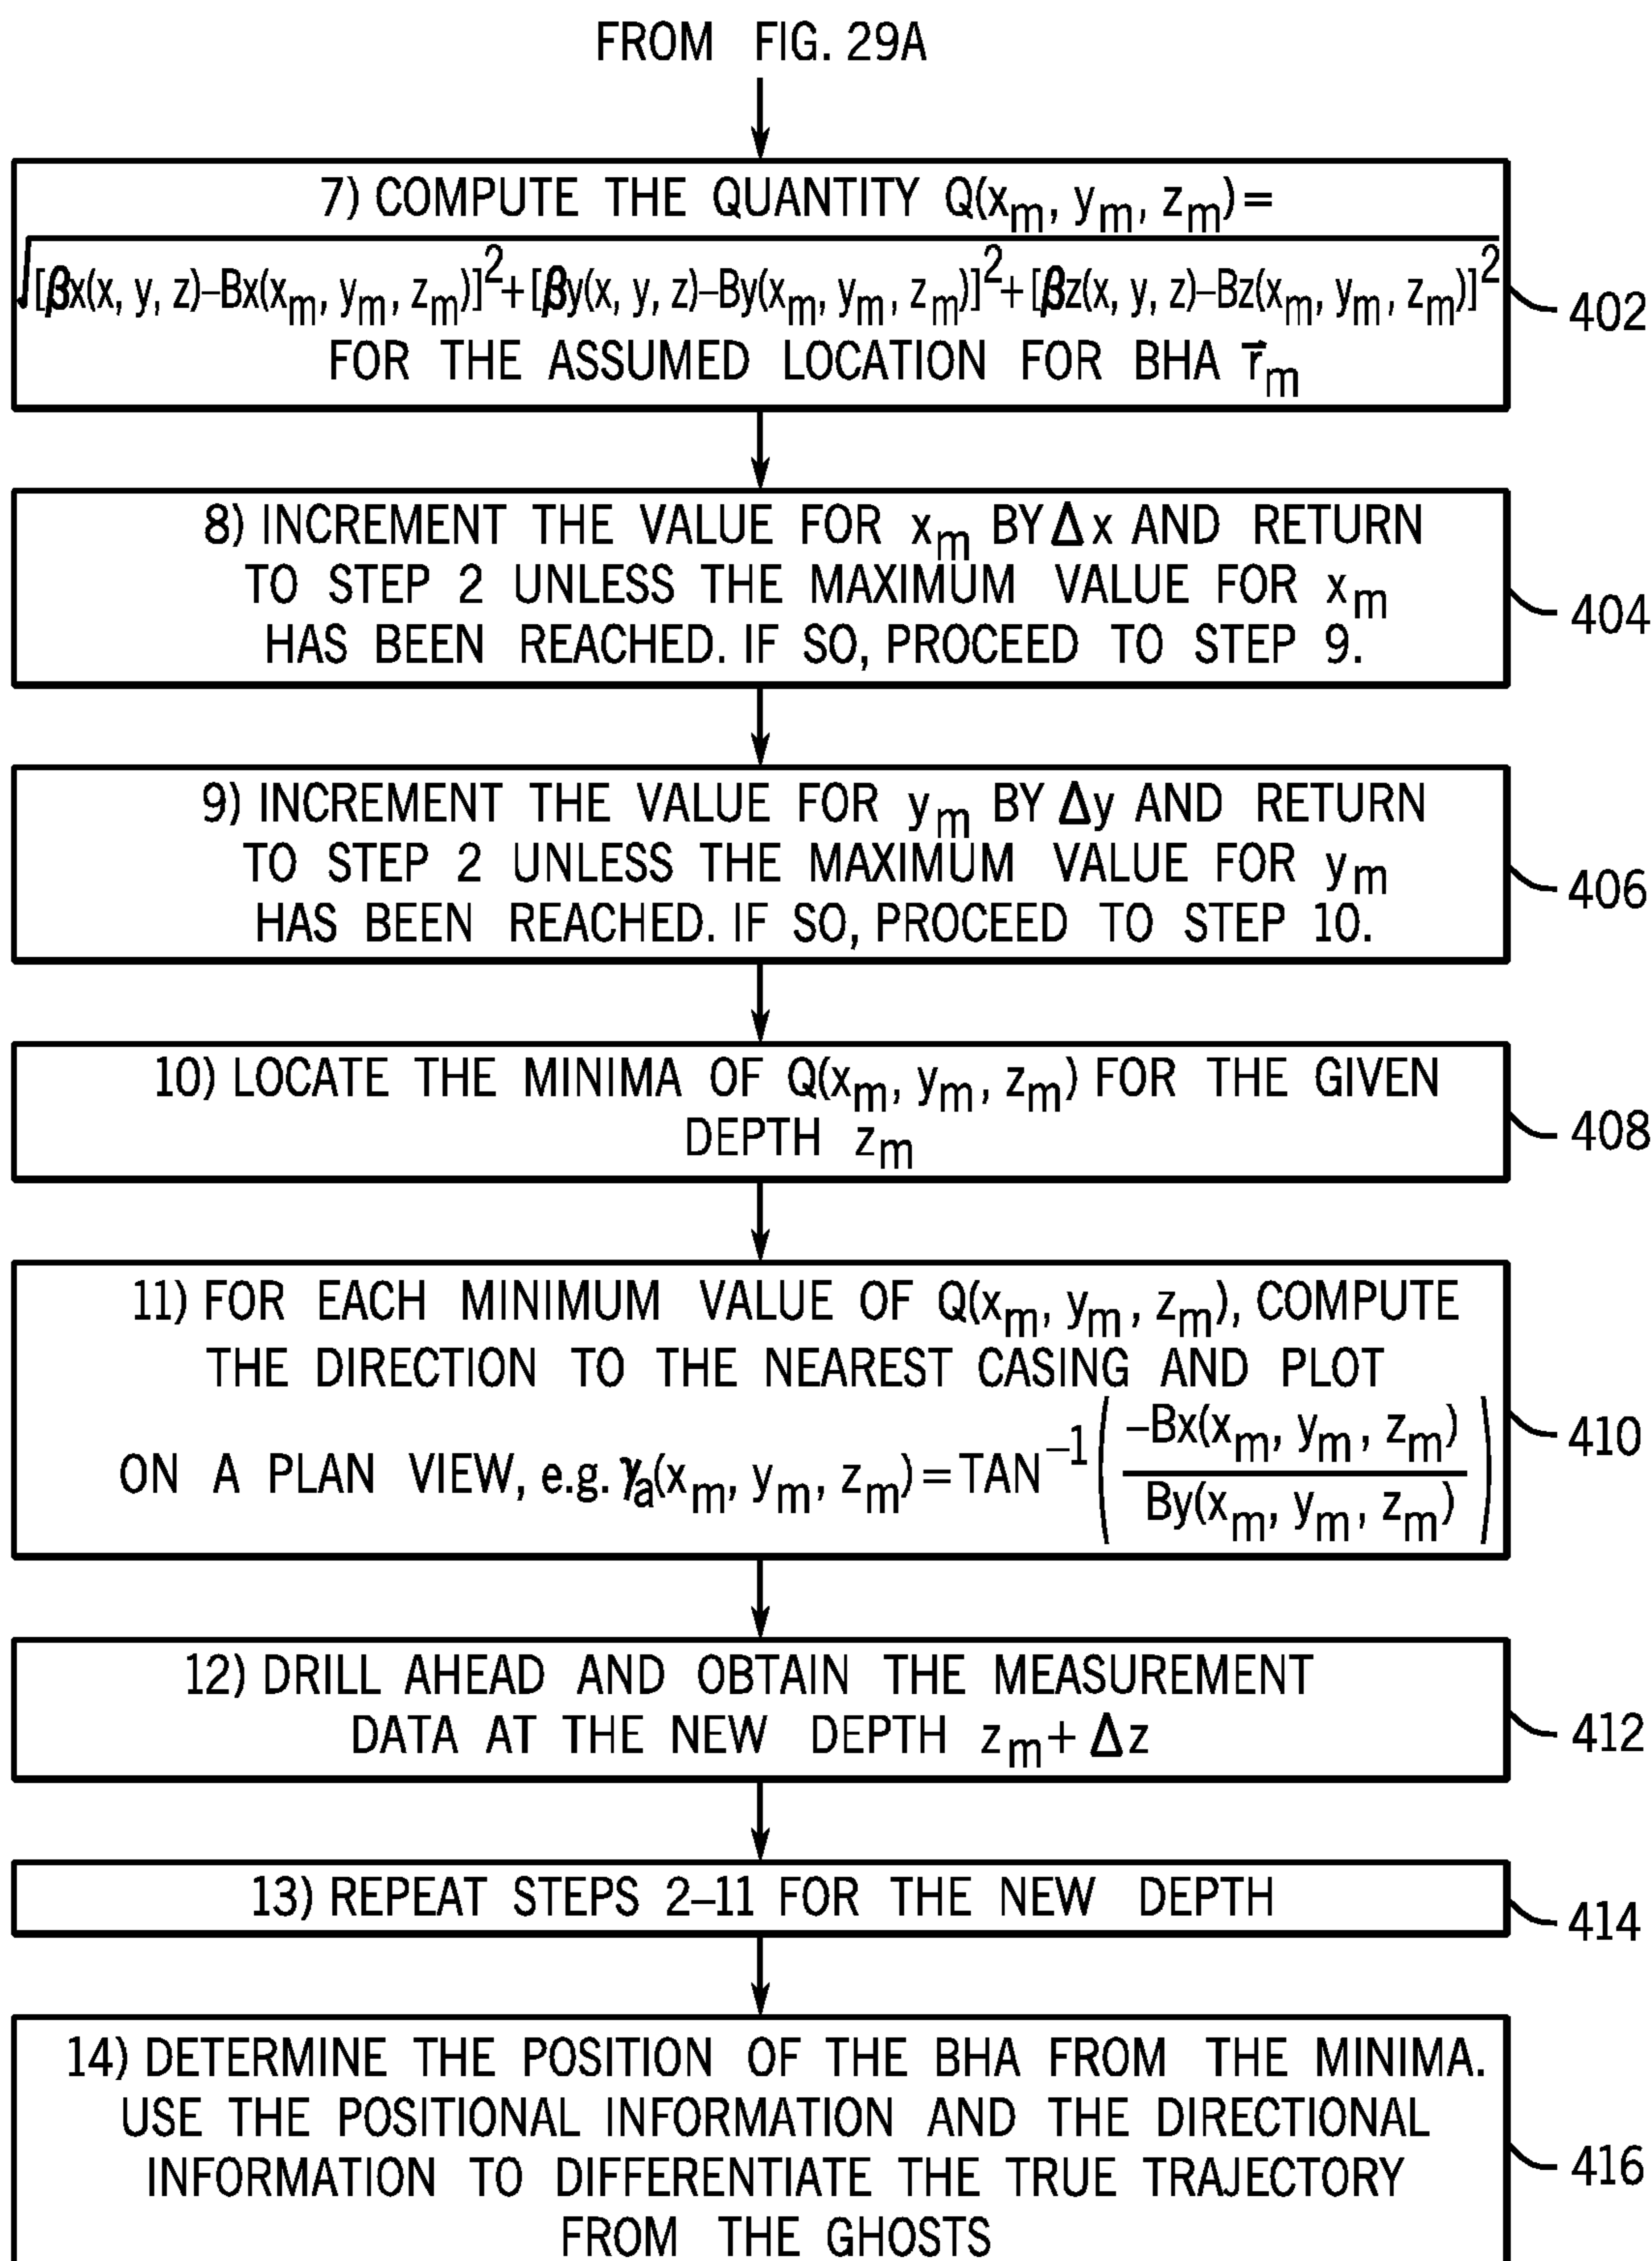 FROM FIG. 29A
7) COMPUTE THE QUANTITY Q(xₘ, yₘ, zₘ)=
√[βx(x, y, z)–Bx(xₘ, yₘ, zₘ)]²+[βy(x, y, z)–By(xₘ, yₘ, zₘ)]²+[βz(x, y, z)–Bz(xₘ, yₘ, zₘ)]²
FOR THE ASSUMED LOCATION FOR BHA r⃗ₘ
402
8) INCREMENT THE VALUE FOR xₘ BY Δx AND RETURN
TO STEP 2 UNLESS THE MAXIMUM VALUE FOR xₘ
HAS BEEN REACHED. IF SO, PROCEED TO STEP 9.
404
9) INCREMENT THE VALUE FOR yₘ BY Δy AND RETURN
TO STEP 2 UNLESS THE MAXIMUM VALUE FOR yₘ
HAS BEEN REACHED. IF SO, PROCEED TO STEP 10.
406
10) LOCATE THE MINIMA OF Q(xₘ, yₘ, zₘ) FOR THE GIVEN
DEPTH zₘ
408
11) FOR EACH MINIMUM VALUE OF Q(xₘ, yₘ, zₘ), COMPUTE
THE DIRECTION TO THE NEAREST CASING AND PLOT
ON A PLAN VIEW, e.g. γₐ(xₘ, yₘ, zₘ)=TAN⁻¹(–Bx(xₘ, yₘ, zₘ)/By(xₘ, yₘ, zₘ))
410
12) DRILL AHEAD AND OBTAIN THE MEASUREMENT
DATA AT THE NEW DEPTH zₘ+Δz
412
13) REPEAT STEPS 2–11 FOR THE NEW DEPTH
414
14) DETERMINE THE POSITION OF THE BHA FROM THE MINIMA.
USE THE POSITIONAL INFORMATION AND THE DIRECTIONAL
INFORMATION TO DIFFERENTIATE THE TRUE TRAJECTORY
FROM THE GHOSTS
416